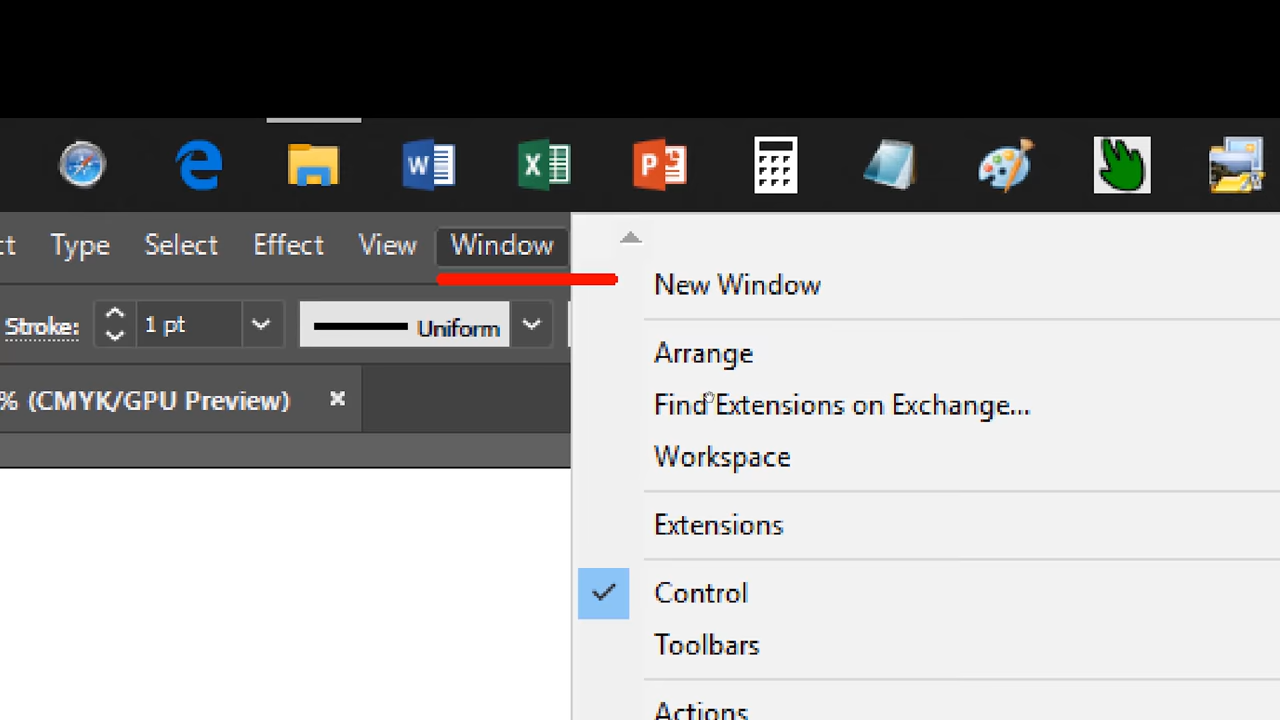 W
X
P
ct Type Select Effect View Window
Stroke: 1 pt Uniform
% (CMYK/GPU Preview) ×
New Window
Arrange
Find Extensions on Exchange...
Workspace
Extensions
Control
Toolbars
Actions